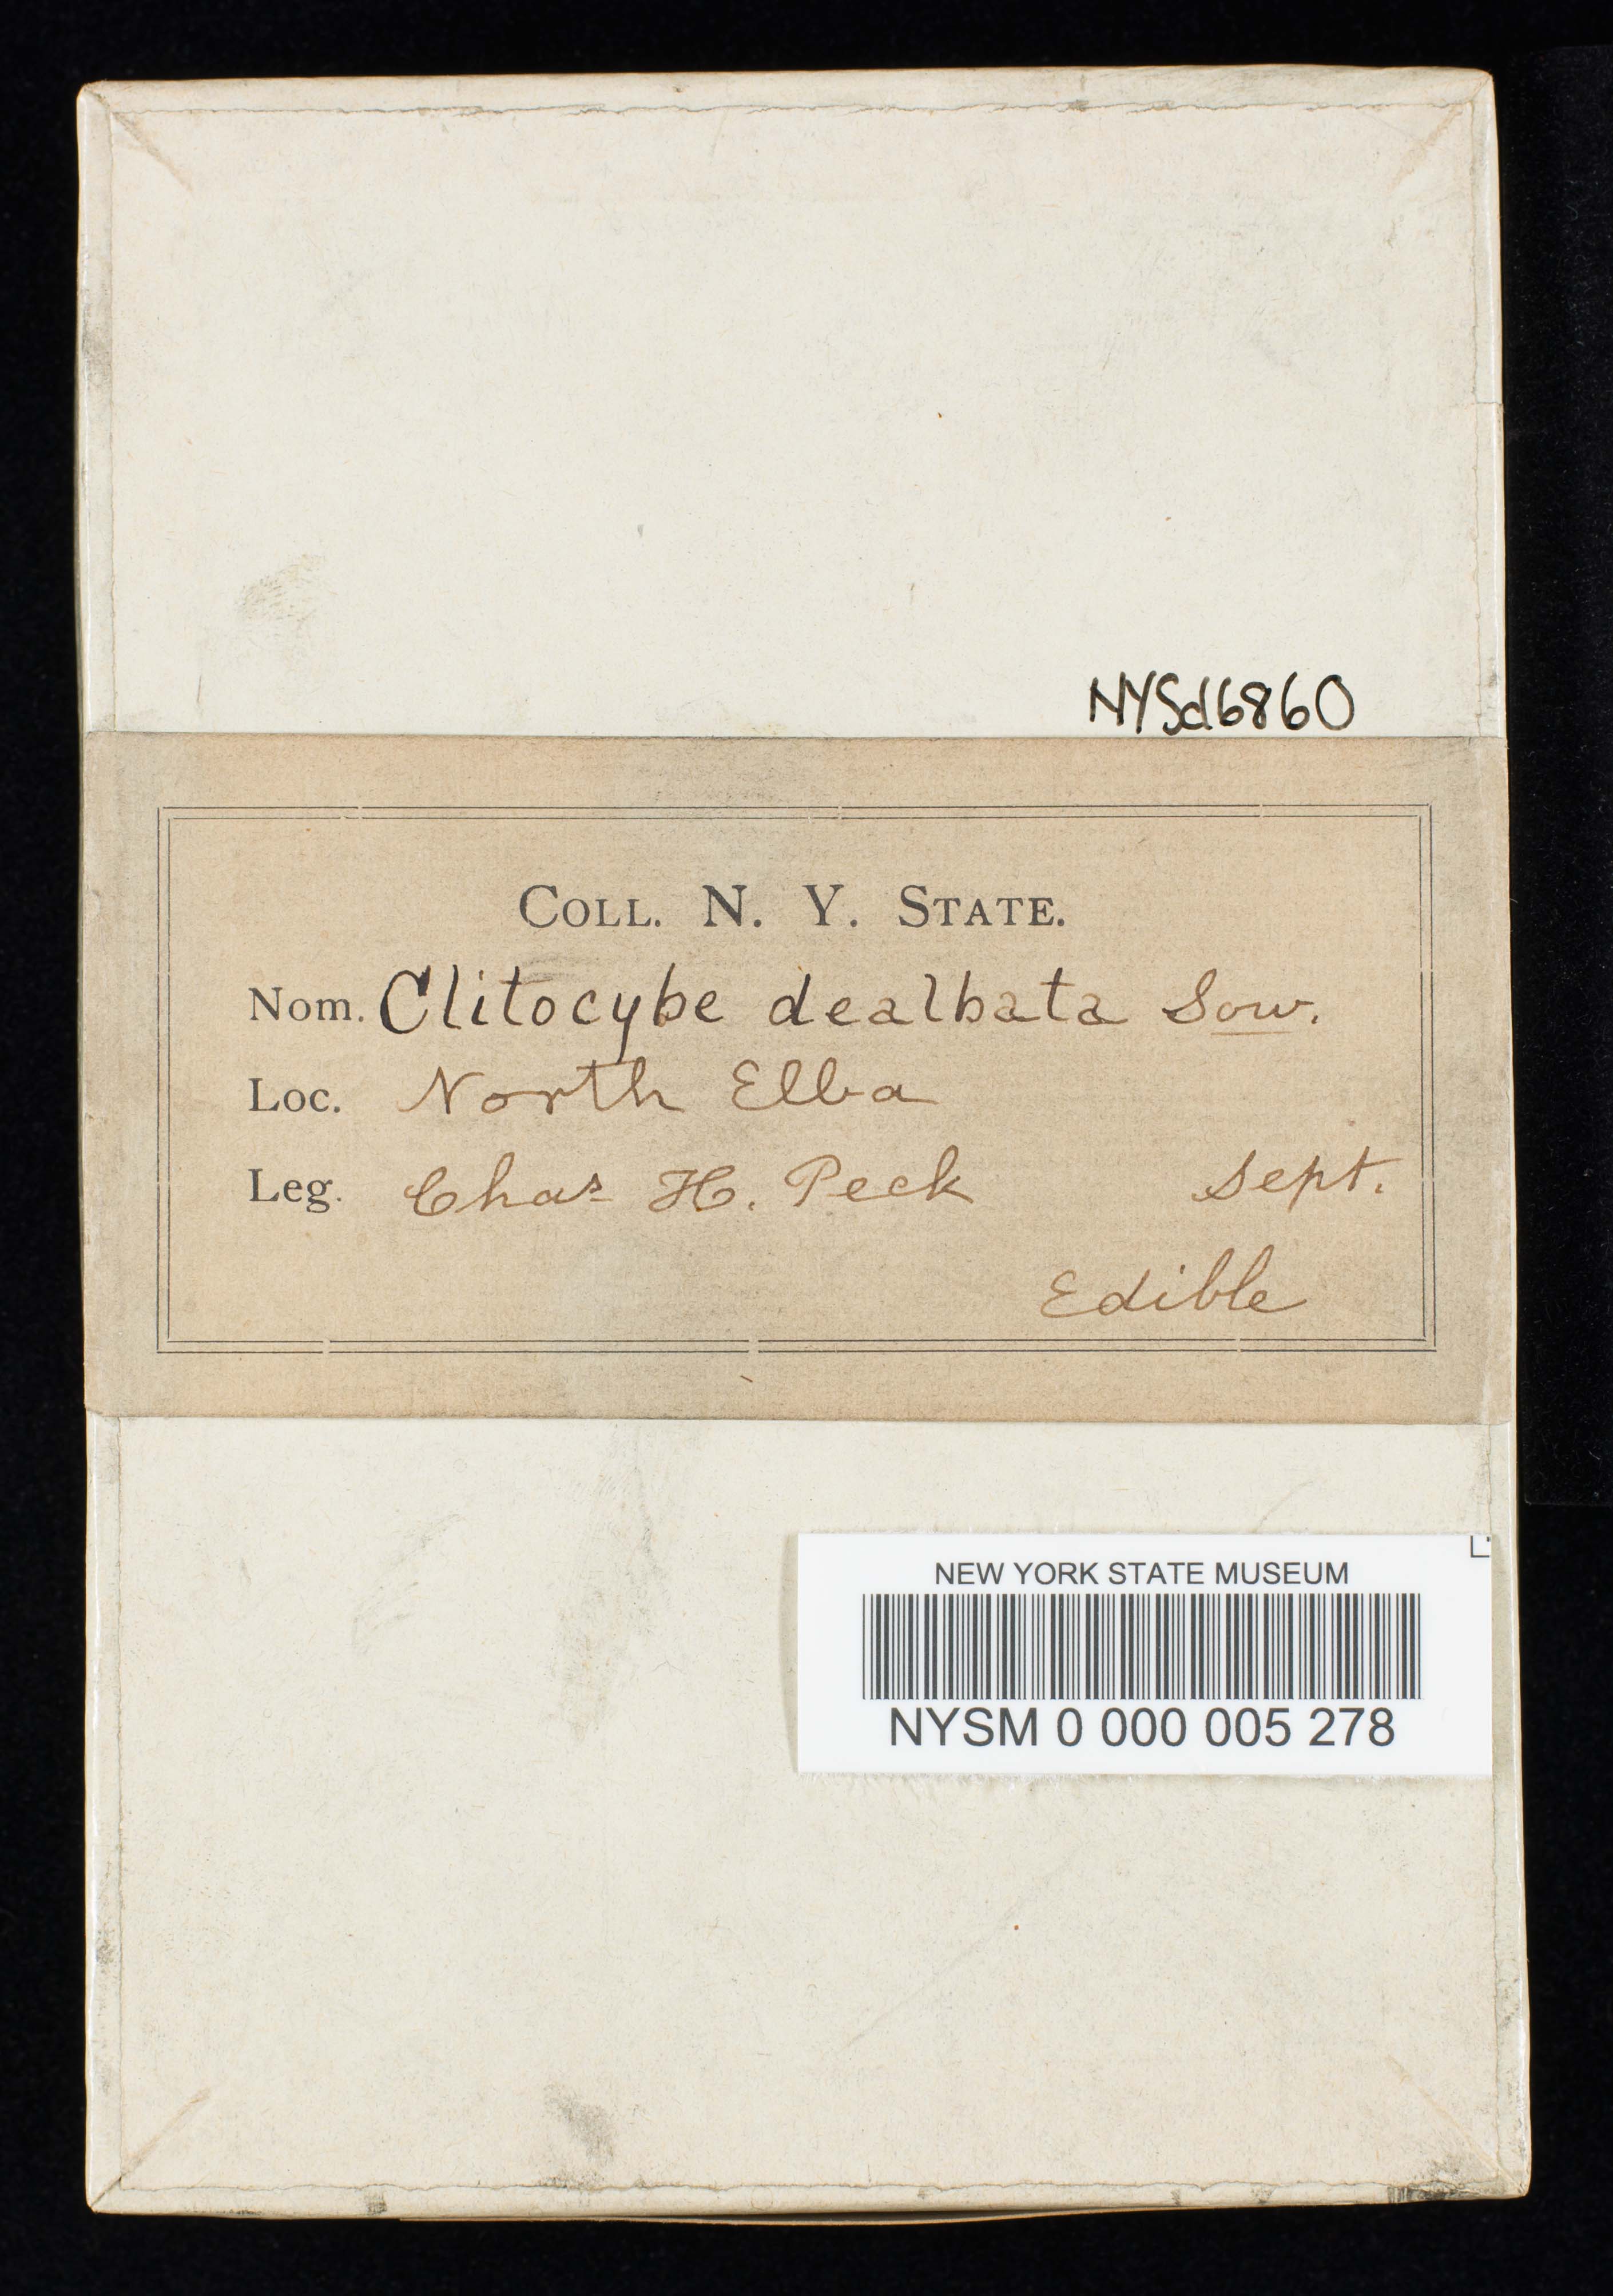 NYSd6860
COLL. N. Y. STATE.
Nom. Clitocybe dealbata Sow.
Loc. North Elba
Leg. Chas H. Peck Sept.
Edible
NEW YORK STATE MUSEUM
NYSM 0 000 005 278